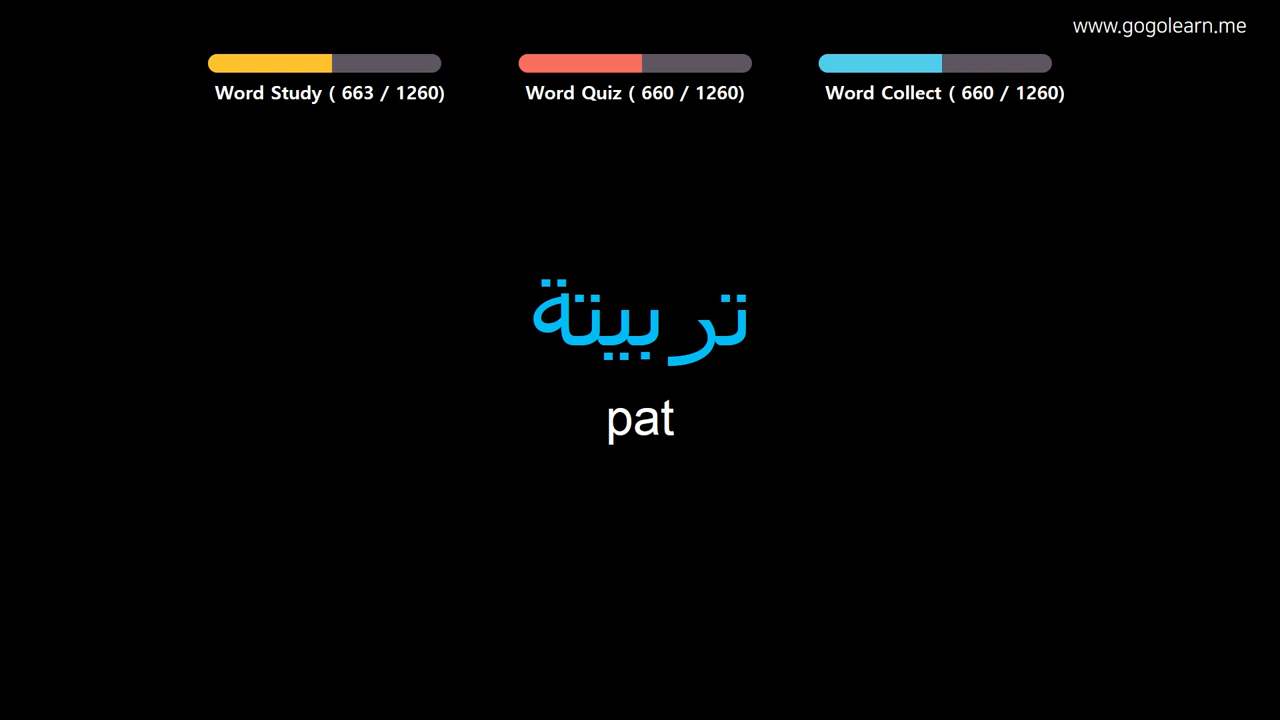 www.gogolearn.me
Word Study ( 663 / 1260)
Word Quiz ( 660 / 1260)
Word Collect ( 660 / 1260)
تربيتة
pat